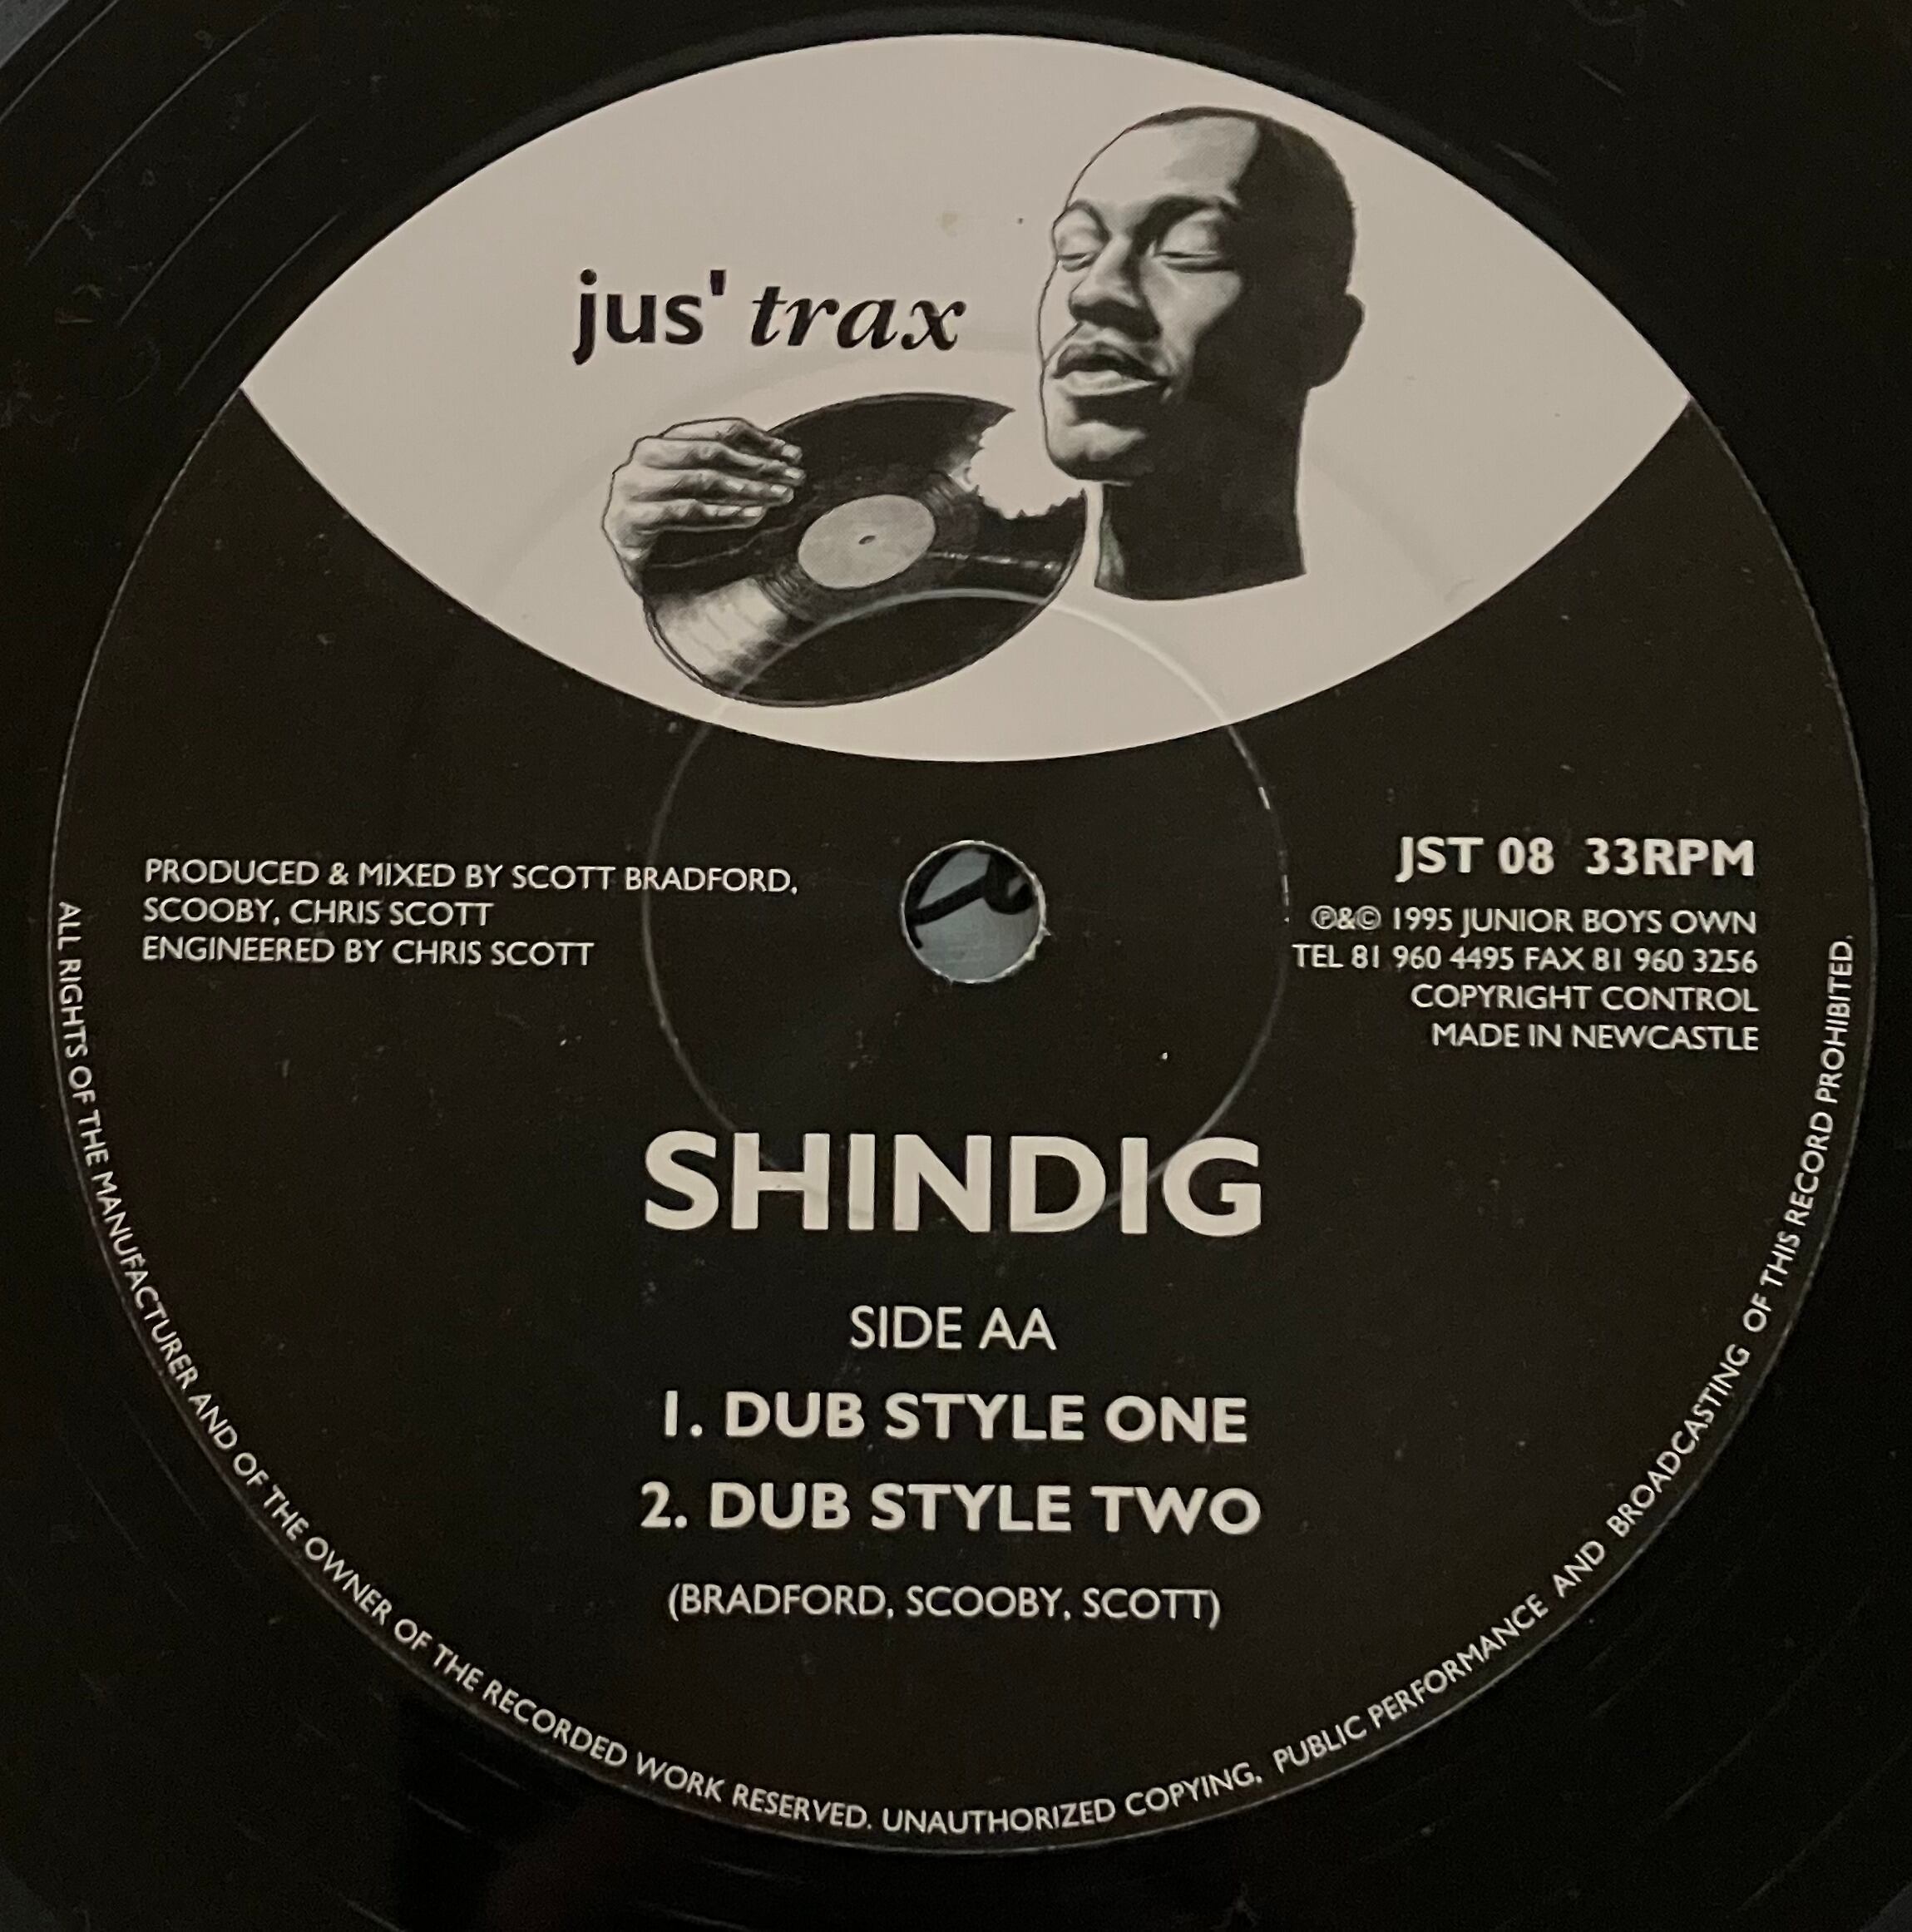 jus' trax
PRODUCED & MIXED BY SCOTT BRADFORD,
SCOOBY, CHRIS SCOTT
ENGINEERED BY CHRIS SCOTT
JST 08 33RPM
℗&© 1995 JUNIOR BOYS OWN
TEL 81 960 4495 FAX 81 960 3256
COPYRIGHT CONTROL
MADE IN NEWCASTLE
SHINDIG
SIDE AA
1. DUB STYLE ONE
2. DUB STYLE TWO
(BRADFORD, SCOOBY, SCOTT)
ALL RIGHTS OF THE MANUFACTURER AND OF THE OWNER OF THE RECORDED WORK RESERVED. UNAUTHORIZED COPYING, PUBLIC PERFORMANCE AND BROADCASTING OF THIS RECORD PROHIBITED.